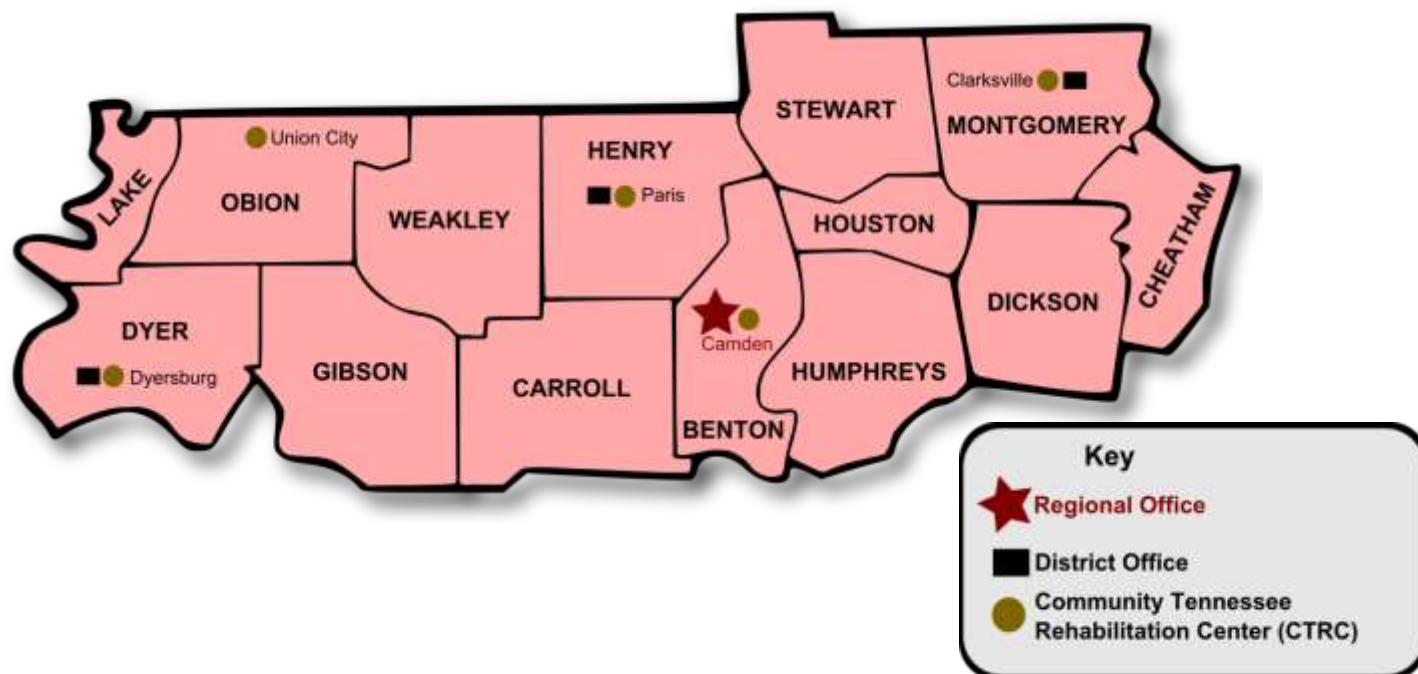 Clarksville
STEWART
MONTGOMERY
Union City
HENRY
LAKE
Paris
OBION
WEAKLEY
HOUSTON
CHEATHAM
DICKSON
DYER
Camden
GIBSON
Dyersburg
CARROLL
HUMPHREYS
BENTON
Key
Regional Office
District Office
Community Tennessee
Rehabilitation Center (CTRC)